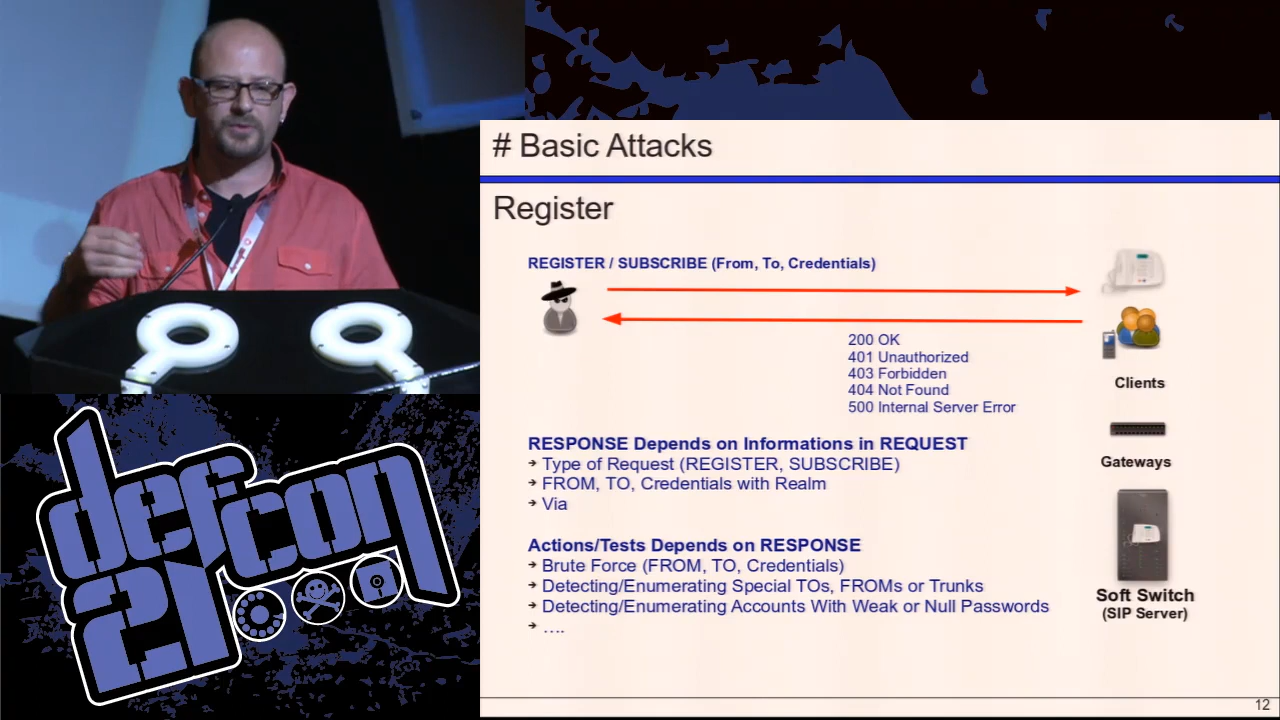 # Basic Attacks
Register
REGISTER / SUBSCRIBE (From, To, Credentials)
200 OK
401 Unauthorized
403 Forbidden
404 Not Found
500 Internal Server Error
Clients
Gateways
Soft Switch
(SIP Server)
RESPONSE Depends on Informations in REQUEST
Type of Request (REGISTER, SUBSCRIBE)
FROM, TO, Credentials with Realm
Via
Actions/Tests Depends on RESPONSE
Brute Force (FROM, TO, Credentials)
Detecting/Enumerating Special TOs, FROMs or Trunks
Detecting/Enumerating Accounts With Weak or Null Passwords
....
12
defcon
21